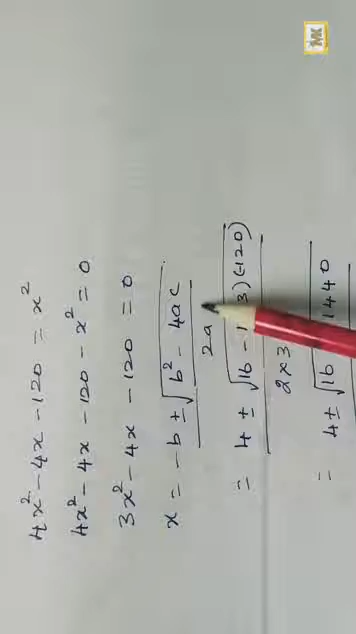 4x² - 4x - 120 = x²
4x² - 4x - 120 - x² = 0
3x² - 4x - 120 = 0
x = -b ± √b² - 4ac
2a
= 4 ± √16 - 3)(-120)
2×3
= 4 ± √16 1440
MK